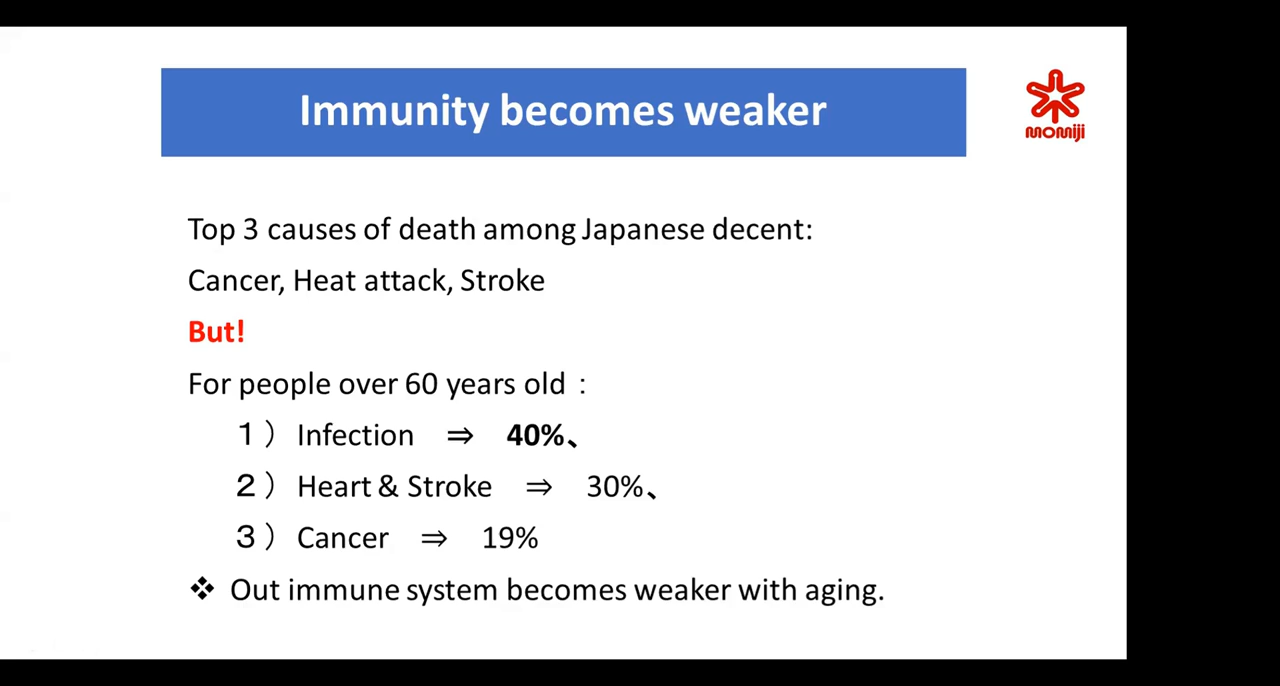 Immunity becomes weaker
momiji
Top 3 causes of death among Japanese decent:
Cancer, Heat attack, Stroke
But!
For people over 60 years old：
１） Infection ⇒ 40%、
２） Heart & Stroke ⇒ 30%、
３） Cancer ⇒ 19%
❖ Out immune system becomes weaker with aging.